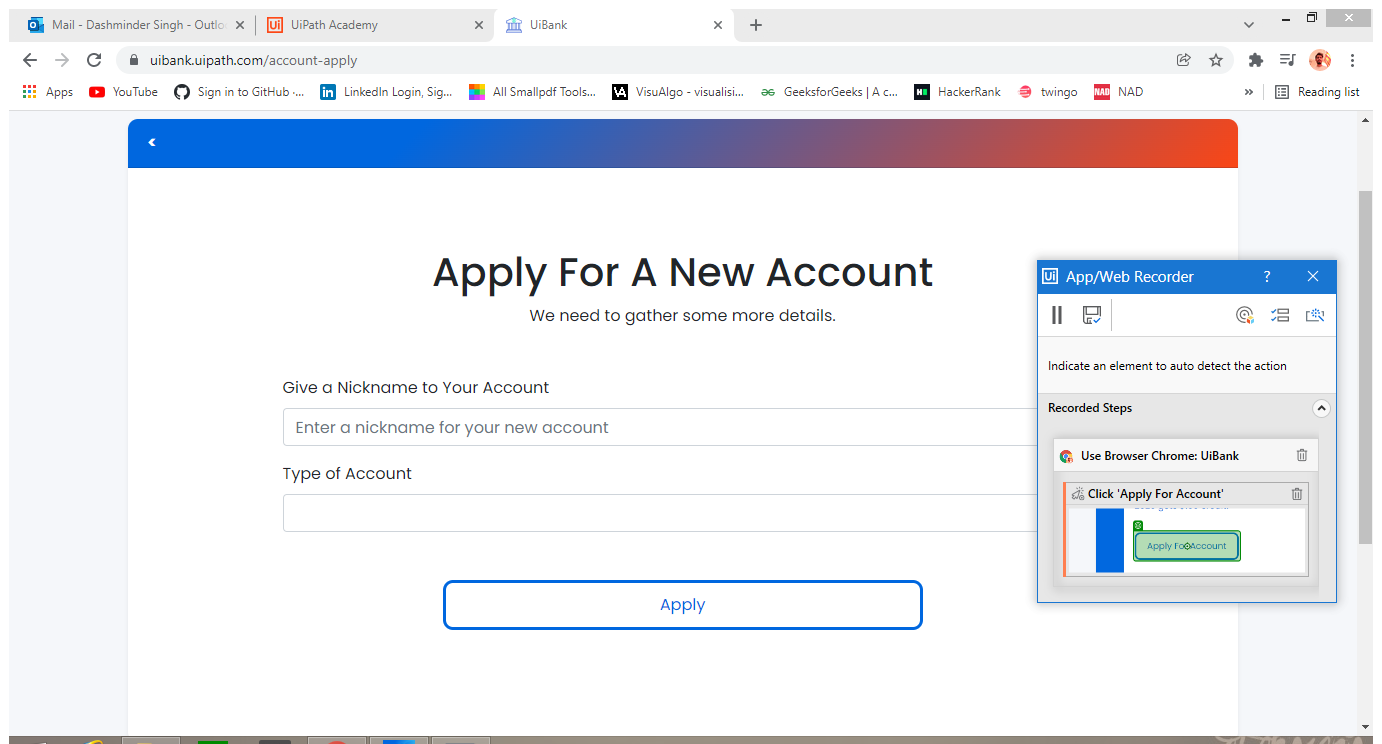 Mail - Dashminder Singh - Outlo
UiPath Academy
UiBank
uibank.uipath.com/account-apply
Apps
YouTube
Sign in to GitHub ·...
LinkedIn Login, Sig...
All Smallpdf Tools...
VA
VisuAlgo - visualisi...
GeeksforGeeks | A c...
HackerRank
twingo
NAD
NAD
»
Reading list
Apply For A New Account
We need to gather some more details.
Give a Nickname to Your Account
Enter a nickname for your new account
Type of Account
Apply
Ui App/Web Recorder ?
Indicate an element to auto detect the action
Recorded Steps
Use Browser Chrome: UiBank
Click 'Apply For Account'
Apply For Account